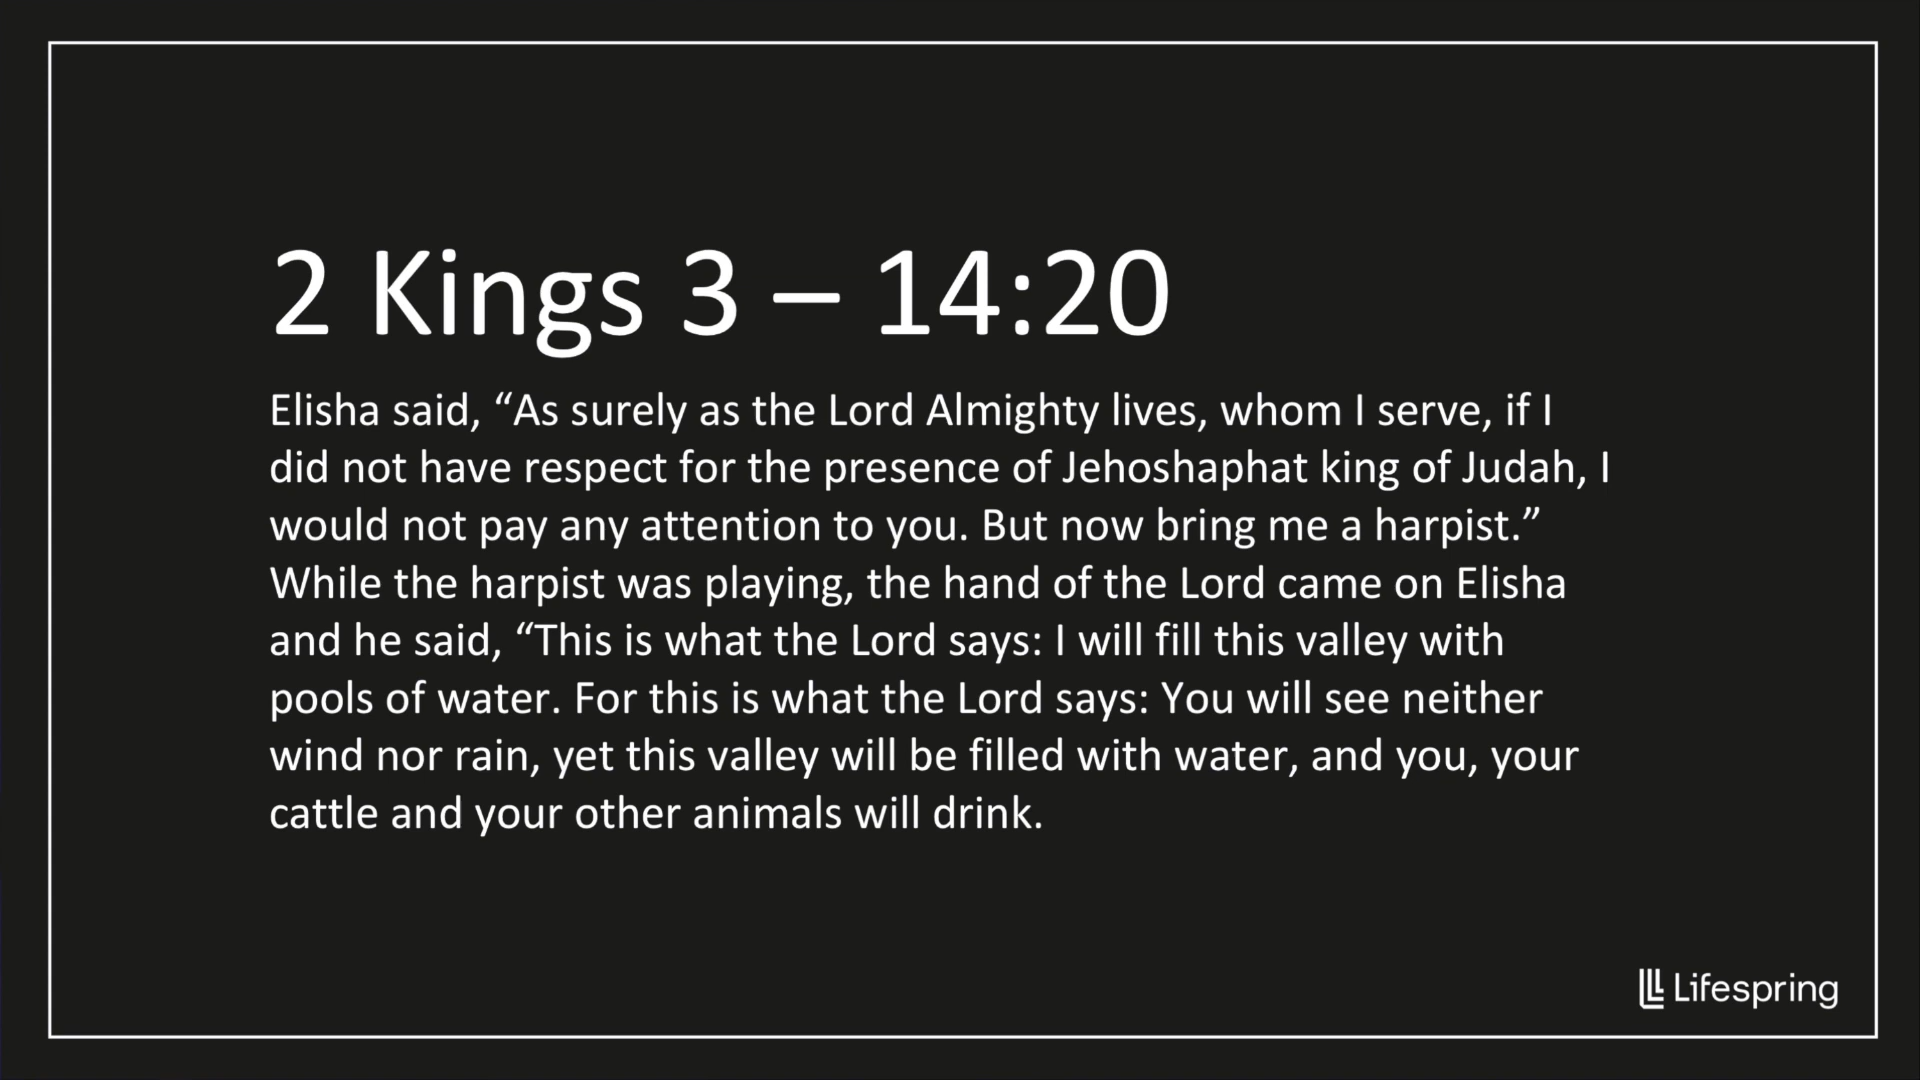 2 Kings 3 – 14:20
Elisha said, “As surely as the Lord Almighty lives, whom I serve, if I
did not have respect for the presence of Jehoshaphat king of Judah, I
would not pay any attention to you. But now bring me a harpist.”
While the harpist was playing, the hand of the Lord came on Elisha
and he said, “This is what the Lord says: I will fill this valley with
pools of water. For this is what the Lord says: You will see neither
wind nor rain, yet this valley will be filled with water, and you, your
cattle and your other animals will drink.
Lifespring